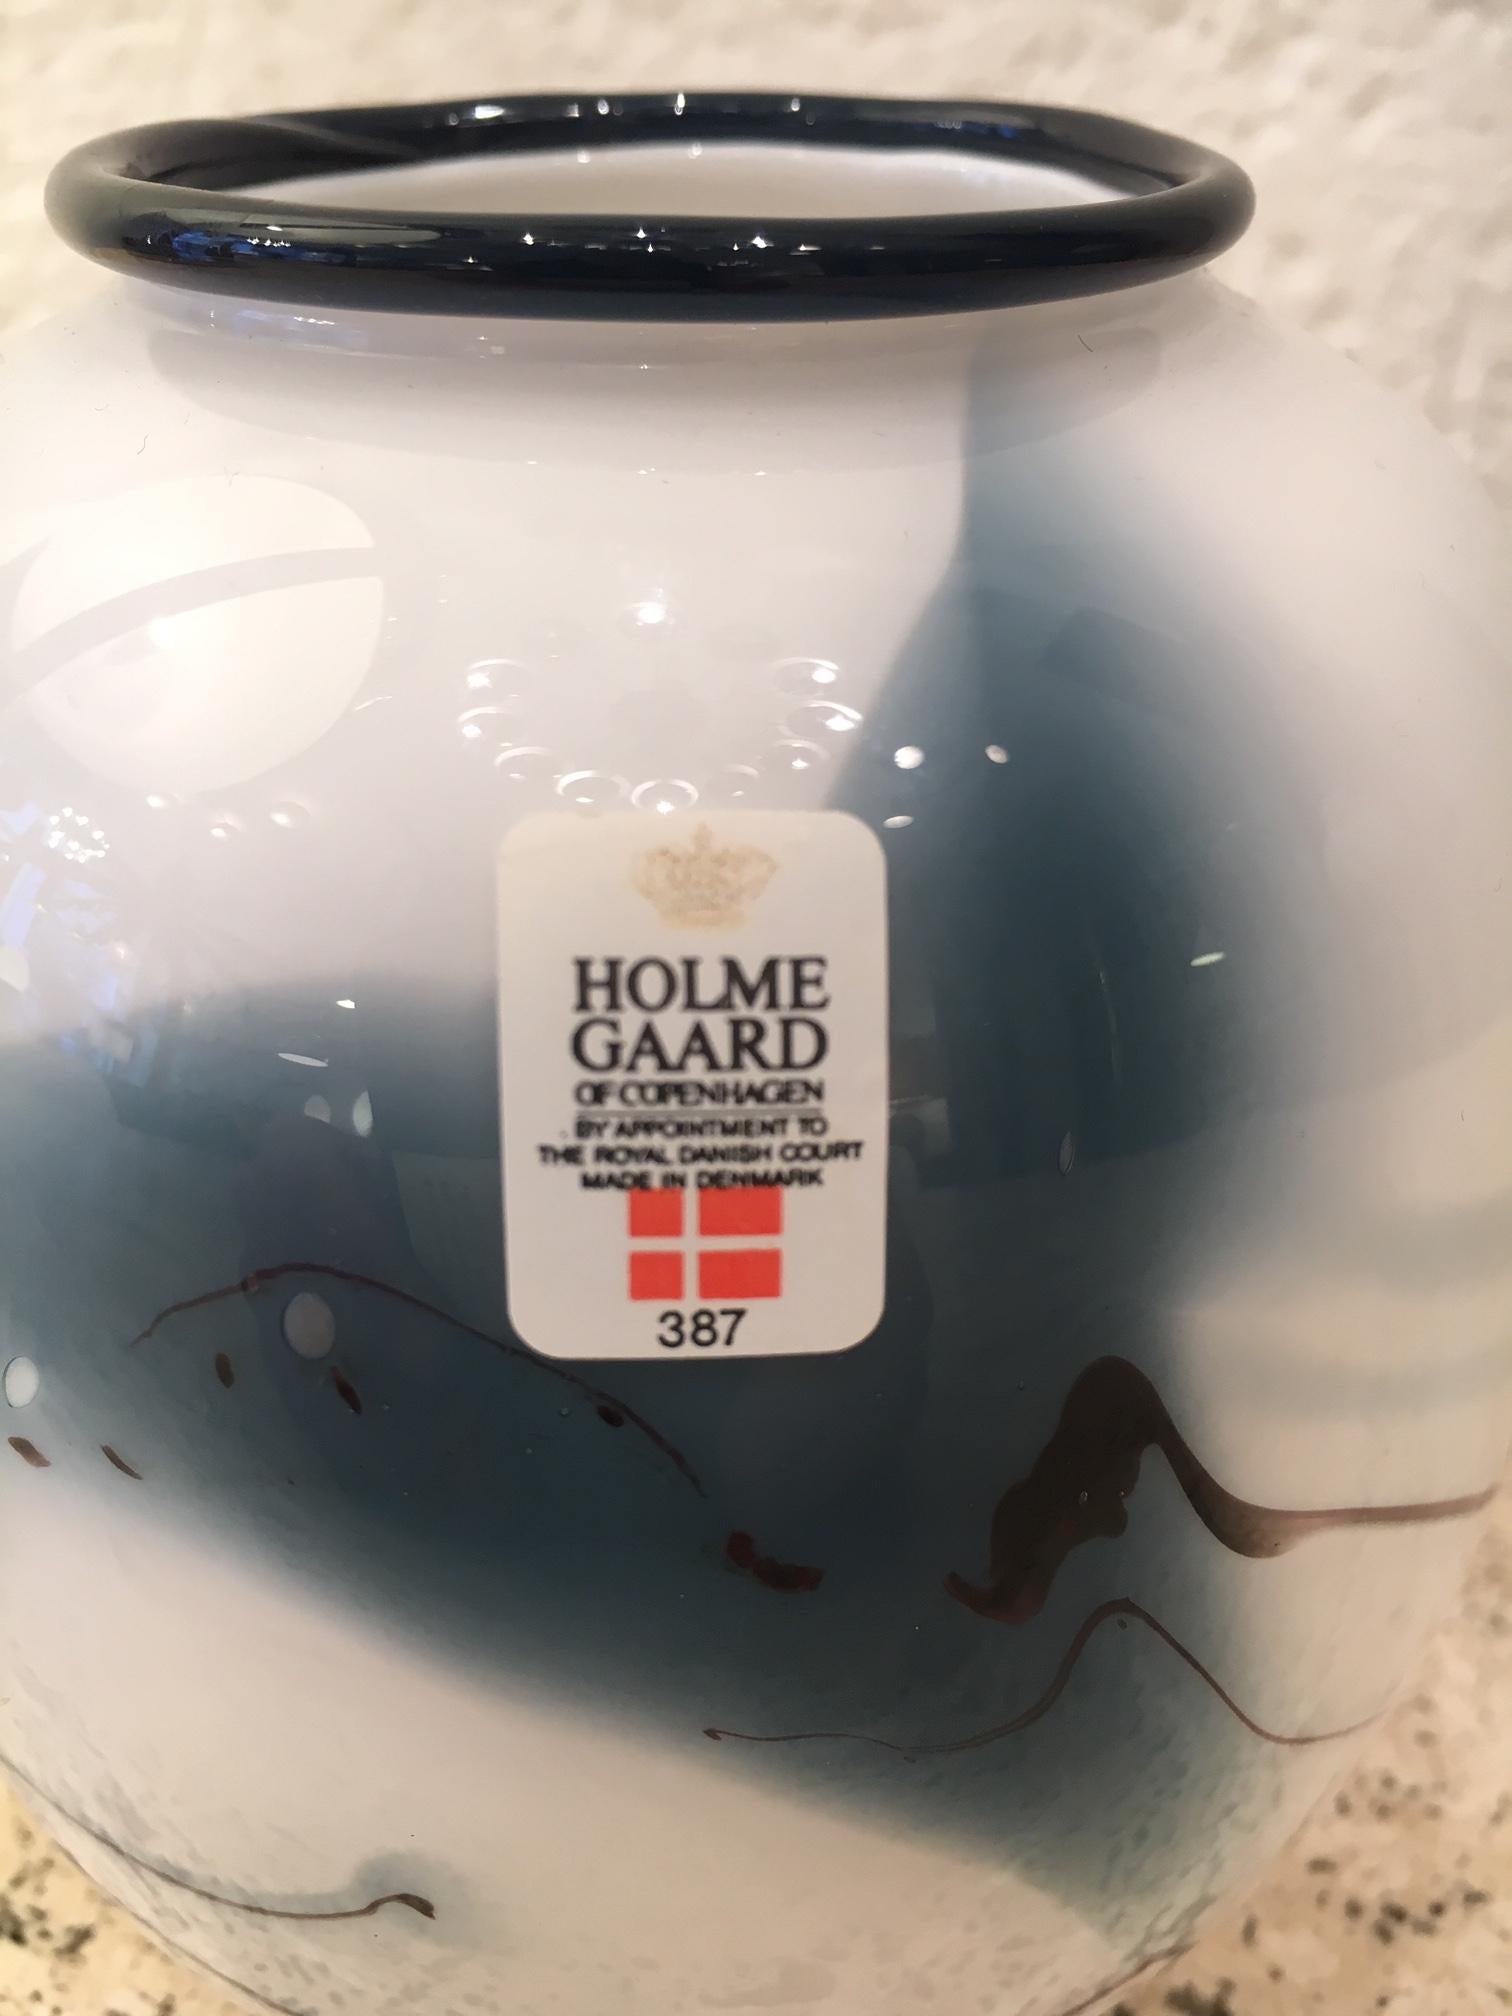 HOLME
GAARD
OF COPENHAGEN
BY APPOINTMENT TO
THE ROYAL DANISH COURT
MADE IN DENMARK
387